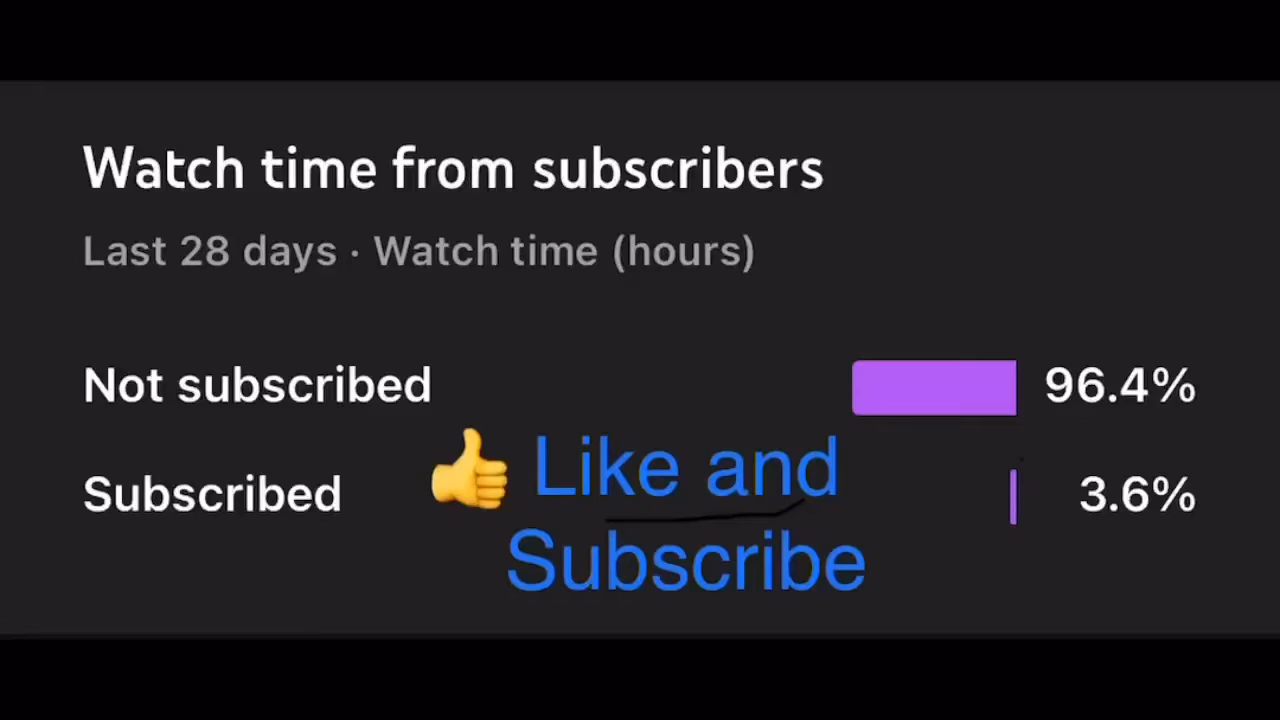 Watch time from subscribers
Last 28 days · Watch time (hours)
Not subscribed 96.4%
Subscribed 3.6%
👍 Like and
Subscribe